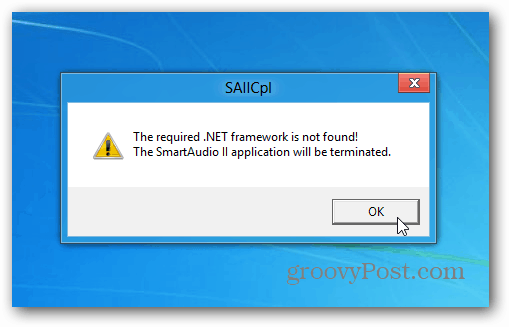 SAIICpl
The required .NET framework is not found!
The SmartAudio II application will be terminated.
OK
groovyPost.com